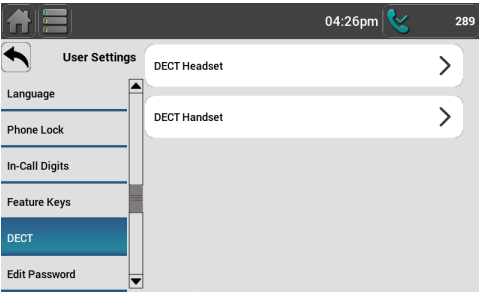 04:26pm 289
User Settings
DECT Headset
Language
DECT Handset
Phone Lock
In-Call Digits
Feature Keys
DECT
Edit Password